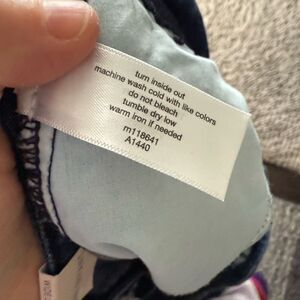 turn inside out
machine wash cold with like colors
do not bleach
tumble dry low
warm iron if needed
m118641
A1440